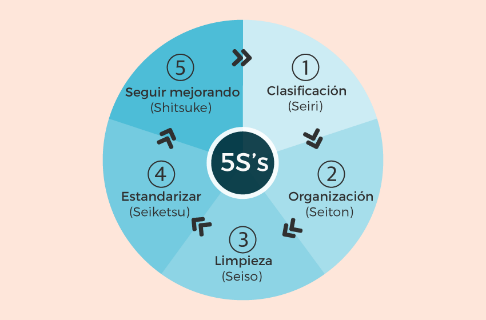 5S's
1
Clasificación
(Seiri)
2
Organización
(Seiton)
3
Limpieza
(Seiso)
4
Estandarizar
(Seiketsu)
5
Seguir mejorando
(Shitsuke)